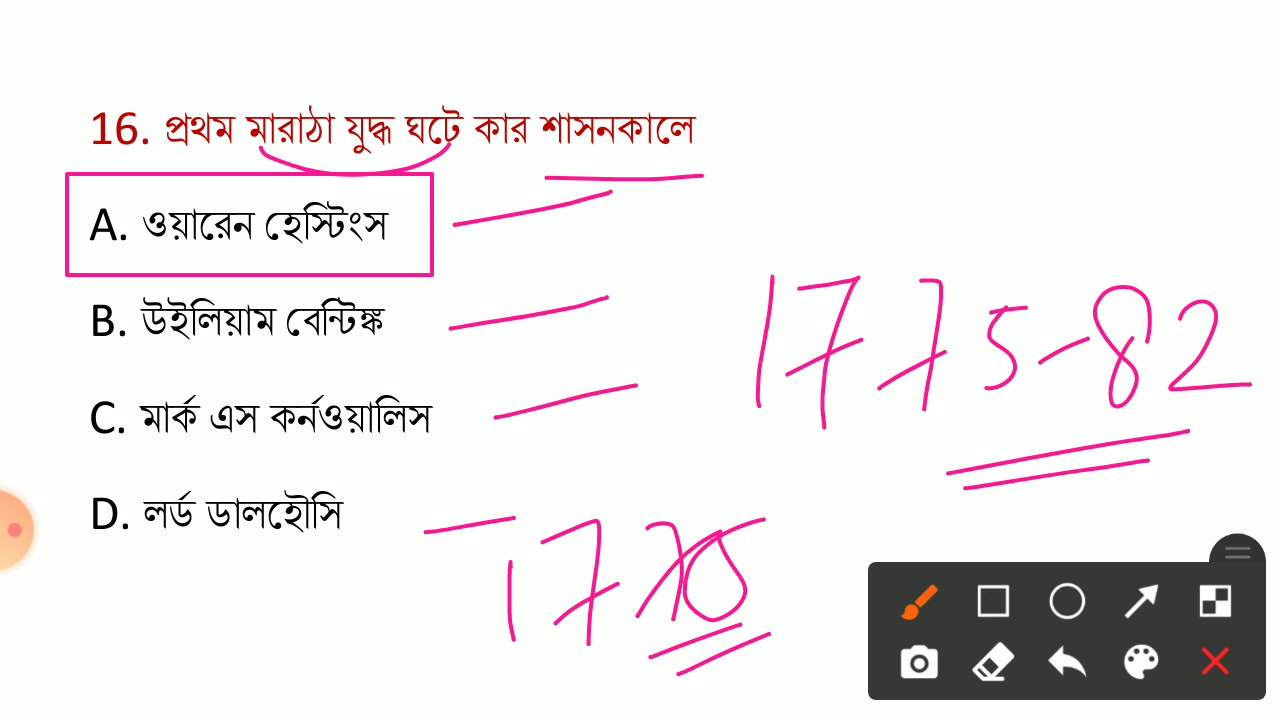 16. প্রথম মারাঠা যুদ্ধ ঘটে কার শাসনকালে
A. ওয়ারেন হেস্টিংস
B. উইলিয়াম বেন্টিঙ্ক
1775-82
C. মার্ক এস কর্নওয়ালিস
D. লর্ড ডালহৌসি